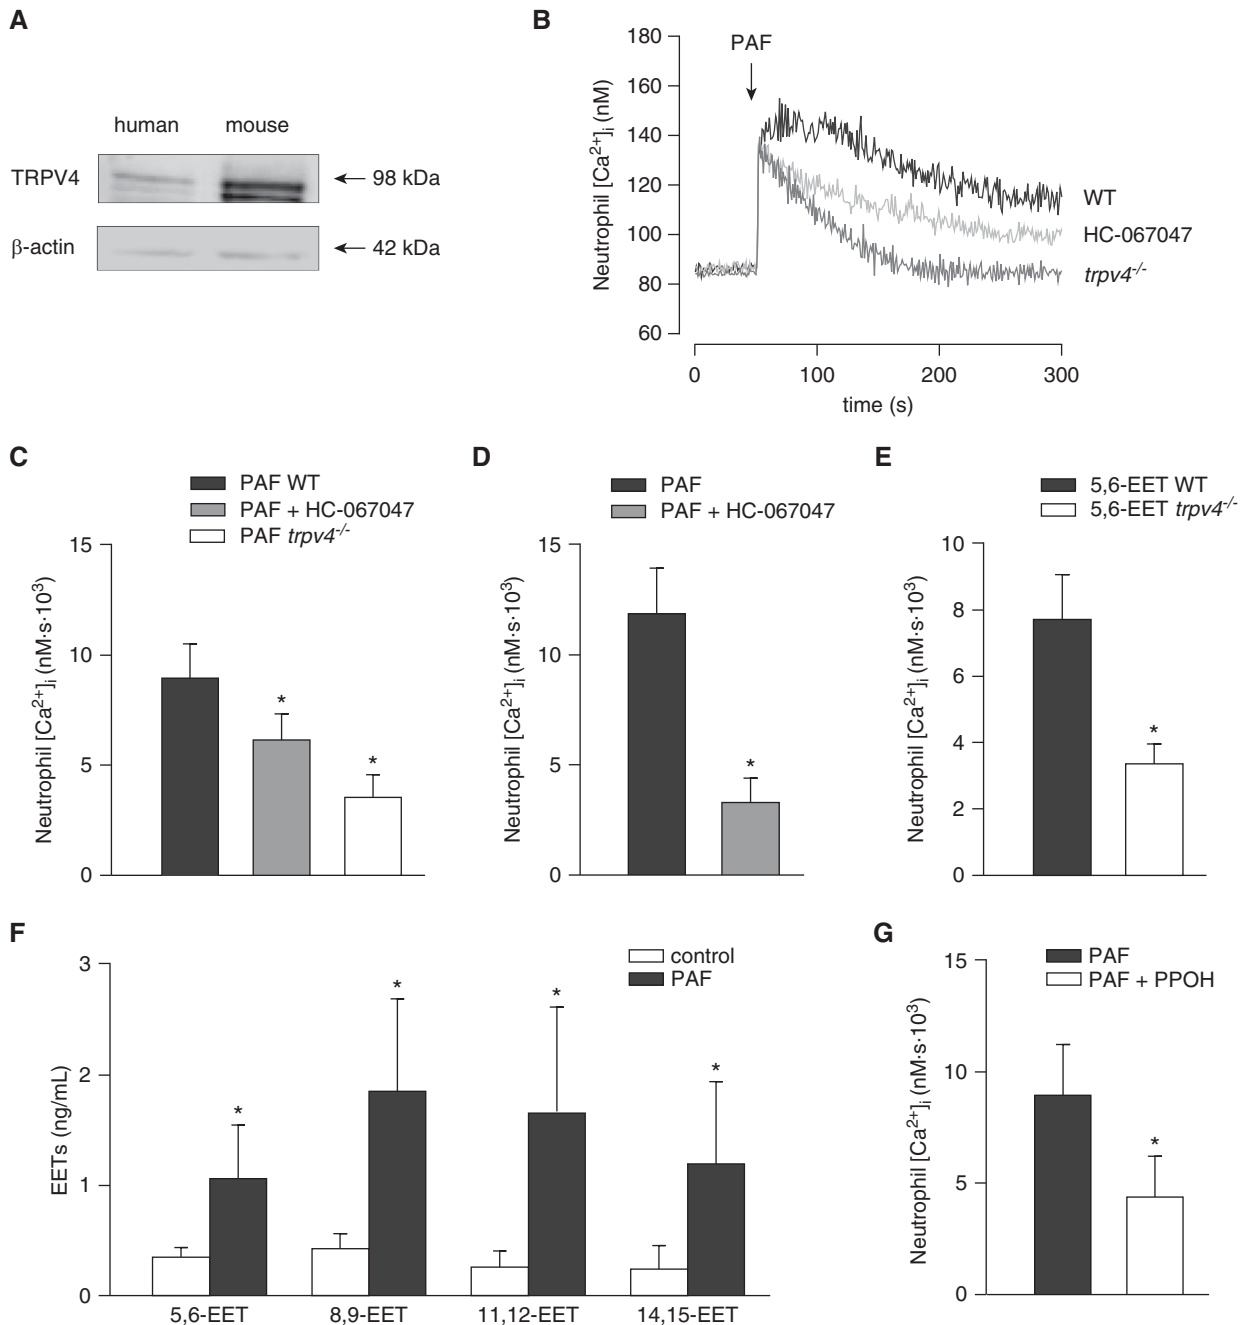 A
human mouse
TRPV4
98 kDa
β-actin
42 kDa
B
Neutrophil [Ca²⁺]ᵢ (nM)
180
160
140
120
100
80
60
PAF
WT
HC-067047
trpv4⁻/⁻
0 100 200 300
time (s)
C
PAF WT
PAF + HC-067047
PAF trpv4⁻/⁻
Neutrophil [Ca²⁺]ᵢ (nM·s·10³)
15
10
5
0
*
*
D
PAF
PAF + HC-067047
Neutrophil [Ca²⁺]ᵢ (nM·s·10³)
15
10
5
0
*
E
5,6-EET WT
5,6-EET trpv4⁻/⁻
Neutrophil [Ca²⁺]ᵢ (nM·s·10³)
10
8
6
4
2
0
*
F
control
PAF
EETs (ng/mL)
3
2
1
0
* * * *
5,6-EET 8,9-EET 11,12-EET 14,15-EET
G
PAF
PAF + PPOH
Neutrophil [Ca²⁺]ᵢ (nM·s·10³)
15
10
5
0
*